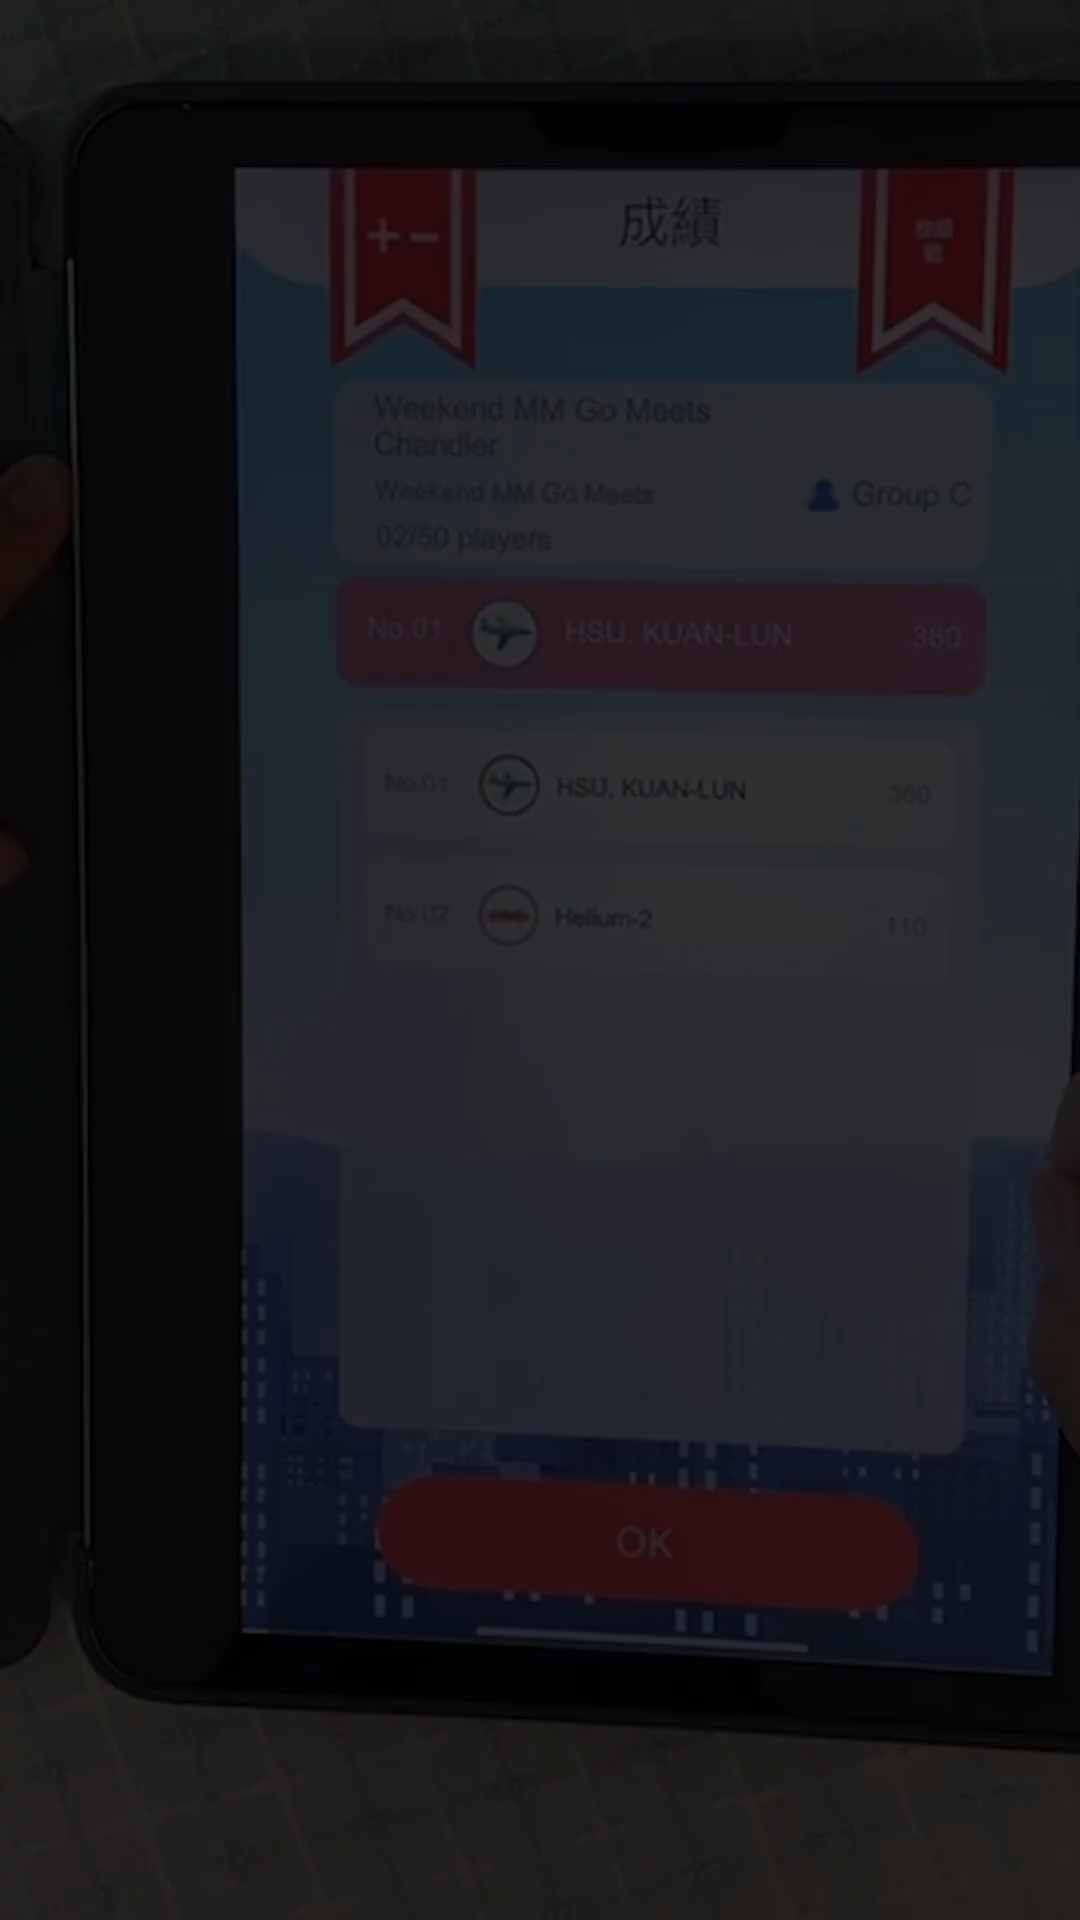 + −
成績
Weekend MM Go Meets
Chandler
Weekend MM Go Meets
Group C
02/50 players
No.01 HSU, KUAN-LUN 360
No.01 HSU, KUAN-LUN 360
No.02 Helium-2 110
OK